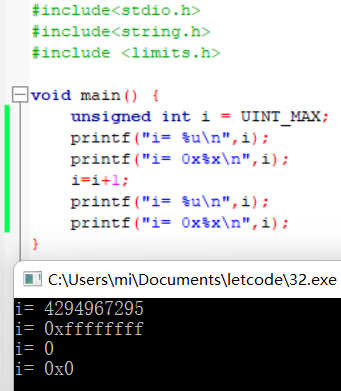 #include<stdio.h>
#include<string.h>
#include <limits.h>
void main() {
unsigned int i = UINT_MAX;
printf("i= %u\n",i);
printf("i= 0x%x\n",i);
i=i+1;
printf("i= %u\n",i);
printf("i= 0x%x\n",i);
}
C:\Users\mi\Documents\letcode\32.exe
i= 4294967295
i= 0xffffffff
i= 0
i= 0x0